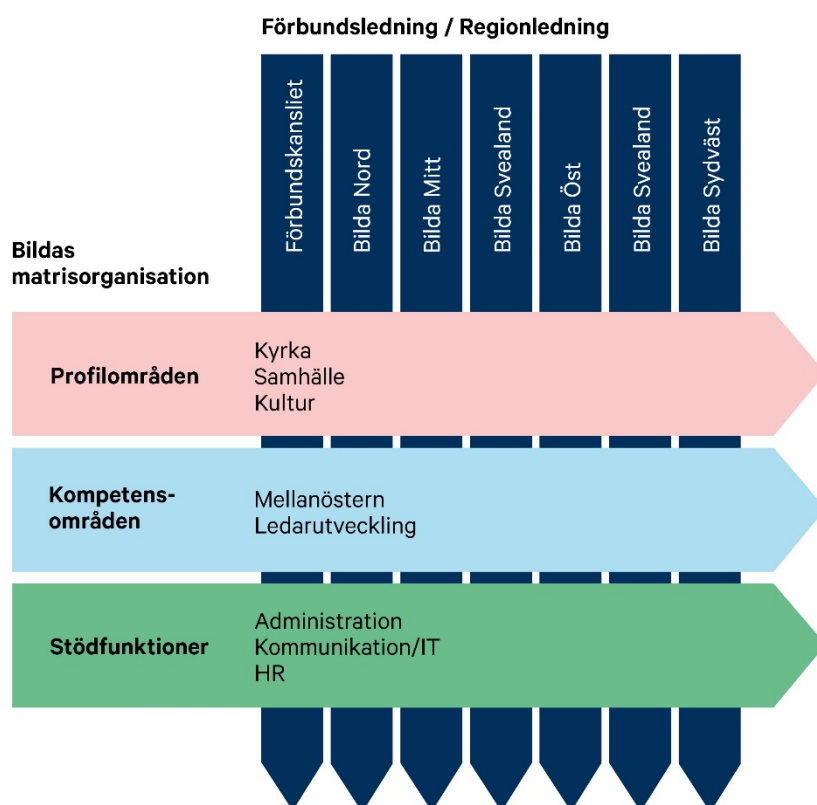 Förbundsledning / Regionledning
Förbundskansliet
Bilda Nord
Bilda Mitt
Bilda Svealand
Bilda Öst
Bilda Svealand
Bilda Sydväst
Bildas
matrisorganisation
Profilområden
Kyrka
Samhälle
Kultur
Kompetens-
områden
Mellanöstern
Ledarutveckling
Stödfunktioner
Administration
Kommunikation/IT
HR